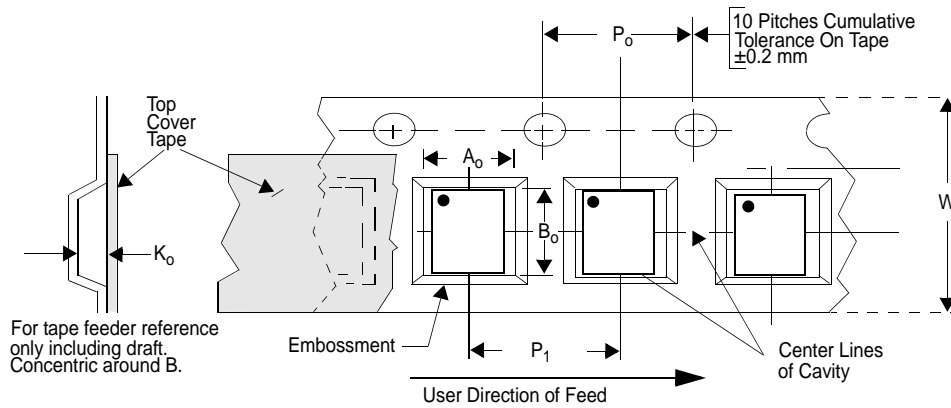 10 Pitches Cumulative
Tolerance On Tape
±0.2 mm
Po
Top
Cover
Tape
Ao
W
Bo
Ko
For tape feeder reference
only including draft.
Concentric around B.
Embossment
P1
Center Lines
of Cavity
User Direction of Feed